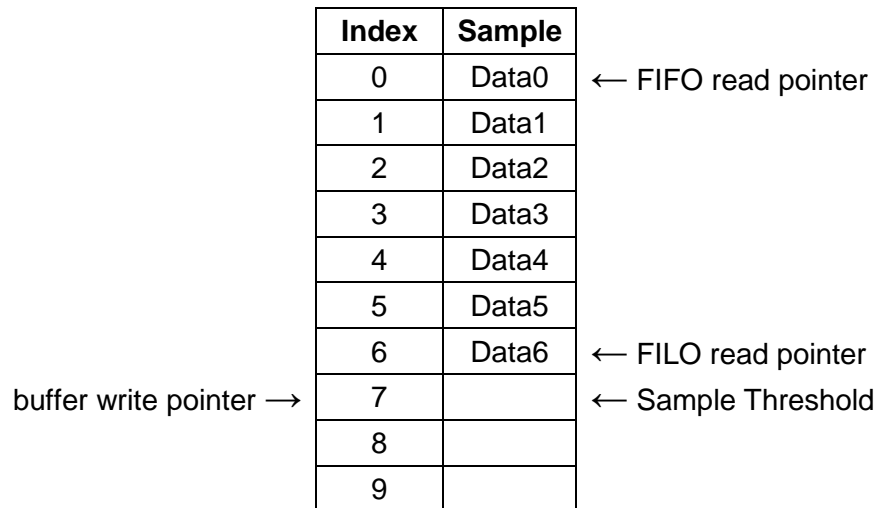 Index Sample
0 Data0 ← FIFO read pointer
1 Data1
2 Data2
3 Data3
4 Data4
5 Data5
6 Data6 ← FILO read pointer
buffer write pointer → 7 ← Sample Threshold
8
9